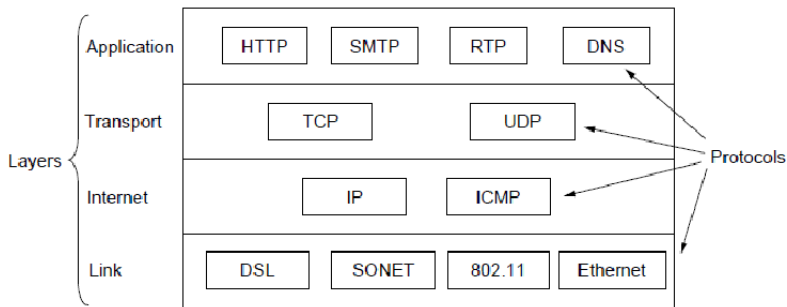 Application HTTP SMTP RTP DNS
Transport TCP UDP
Layers Protocols
Internet IP ICMP
Link DSL SONET 802.11 Ethernet